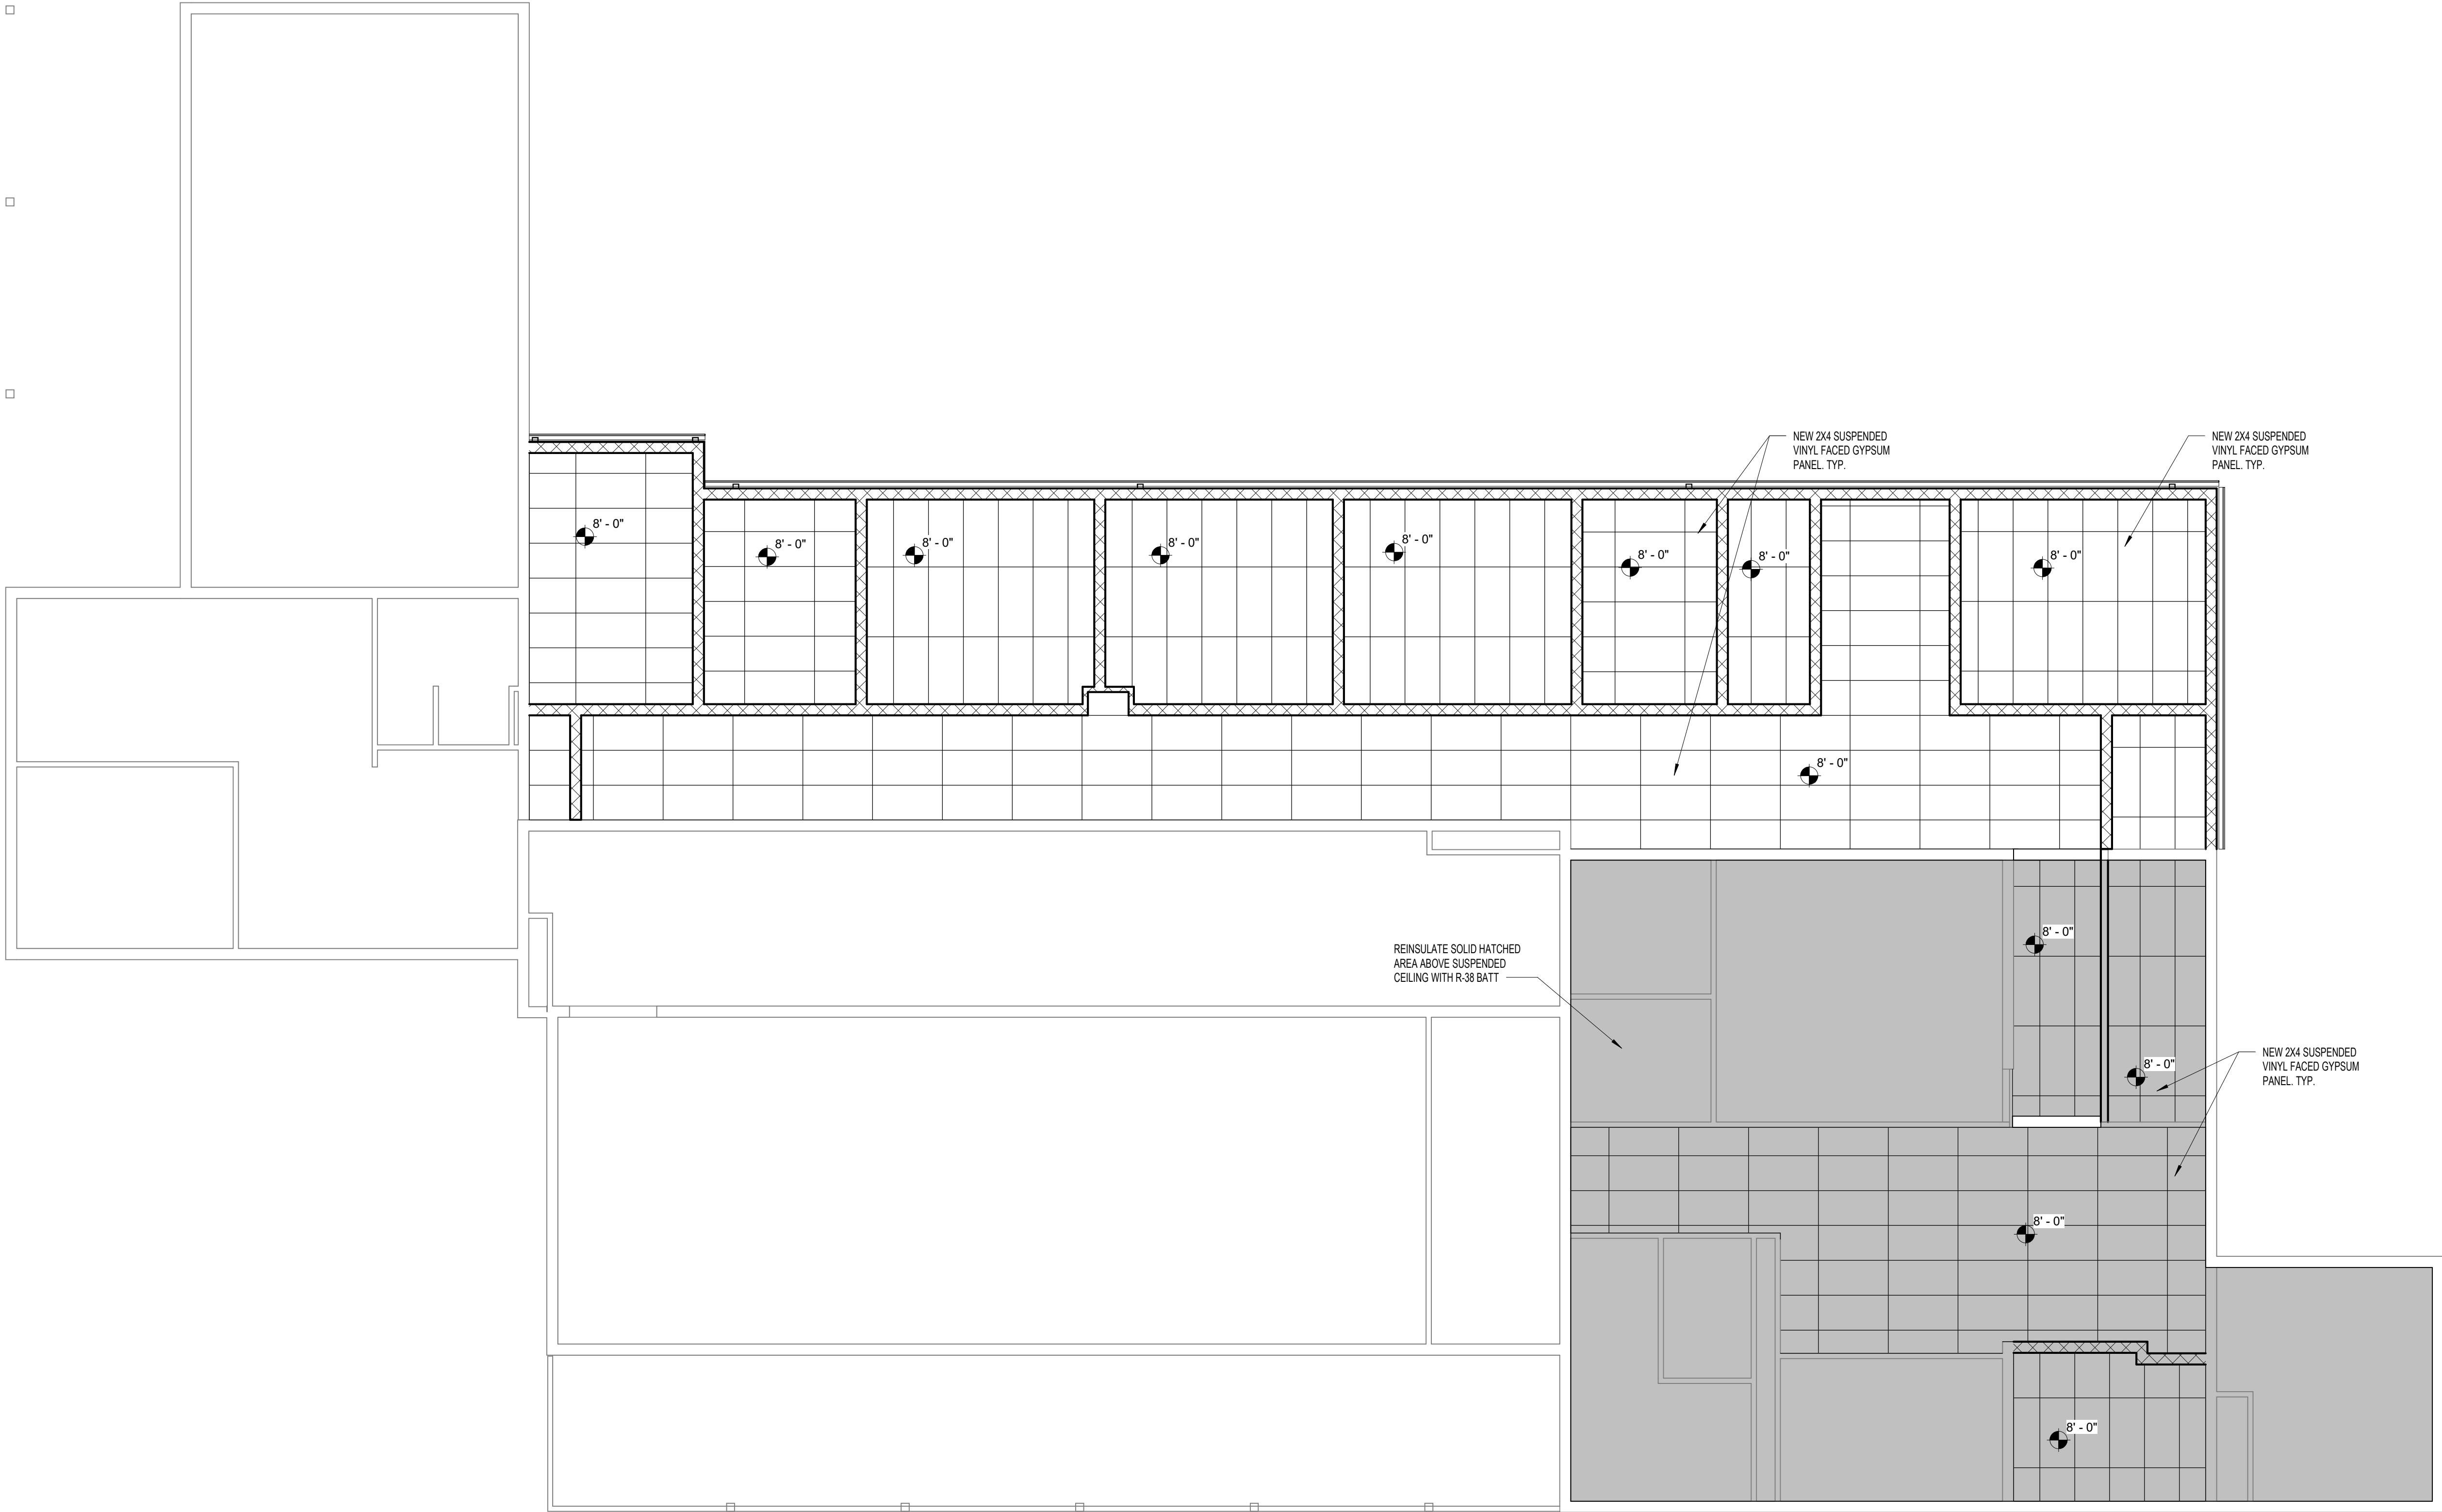 NEW 2X4 SUSPENDED
VINYL FACED GYPSUM
PANEL. TYP.
NEW 2X4 SUSPENDED
VINYL FACED GYPSUM
PANEL. TYP.
8' - 0"
8' - 0"
8' - 0"
8' - 0"
8' - 0"
8' - 0"
8' - 0"
8' - 0"
8' - 0"
REINSULATE SOLID HATCHED
AREA ABOVE SUSPENDED
CEILING WITH R-38 BATT
8' - 0"
8' - 0"
NEW 2X4 SUSPENDED
VINYL FACED GYPSUM
PANEL. TYP.
8' - 0"
8' - 0"